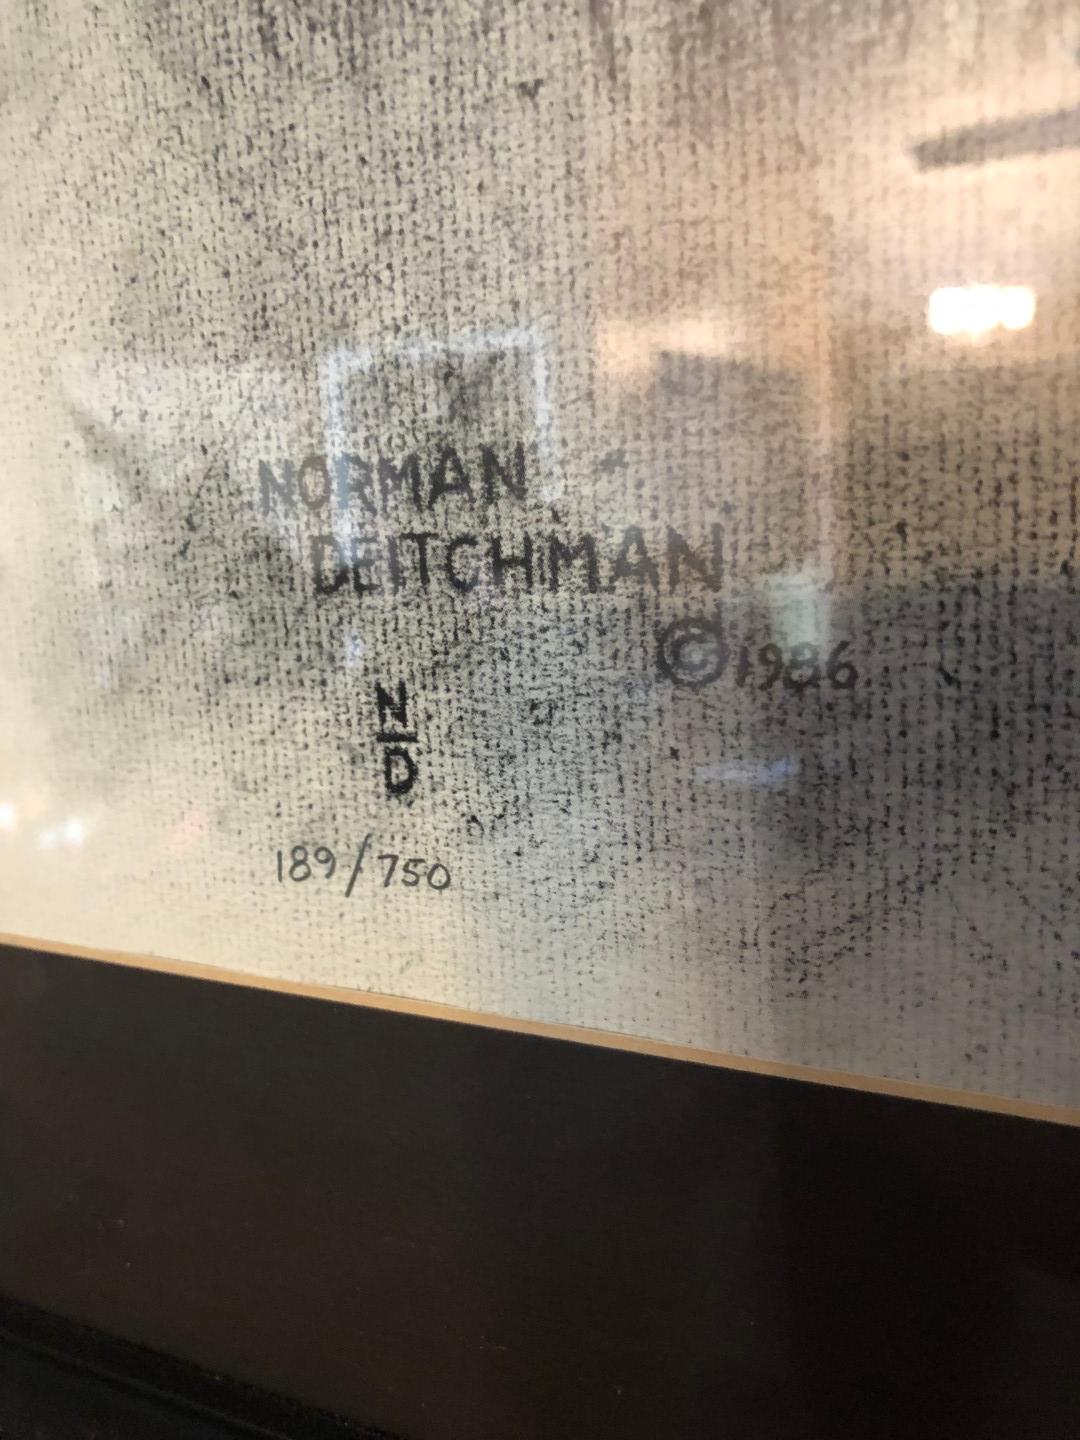 NORMAN
DEITCHMAN
© 1986
N
D
189/750